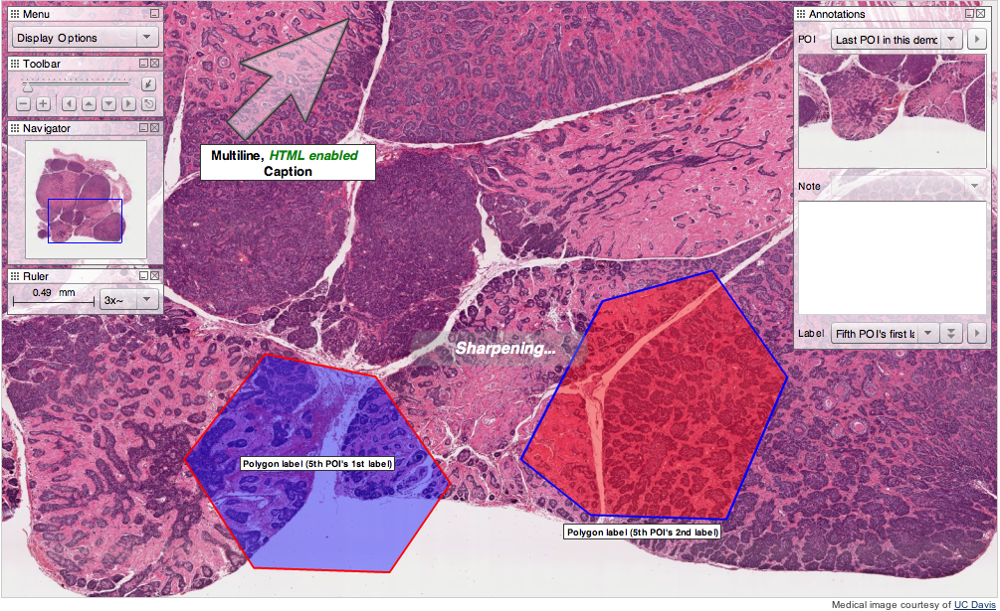 Menu
Display Options
Toolbar
Navigator
Ruler
0.49 mm
3x~
Multiline, HTML enabled
Caption
Sharpening...
Polygon label (5th POI's 1st label)
Polygon label (5th POI's 2nd label)
Annotations
POI
Last POI in this demo
Note
Label
Fifth POI's first la
Medical image courtesy of UC Davis